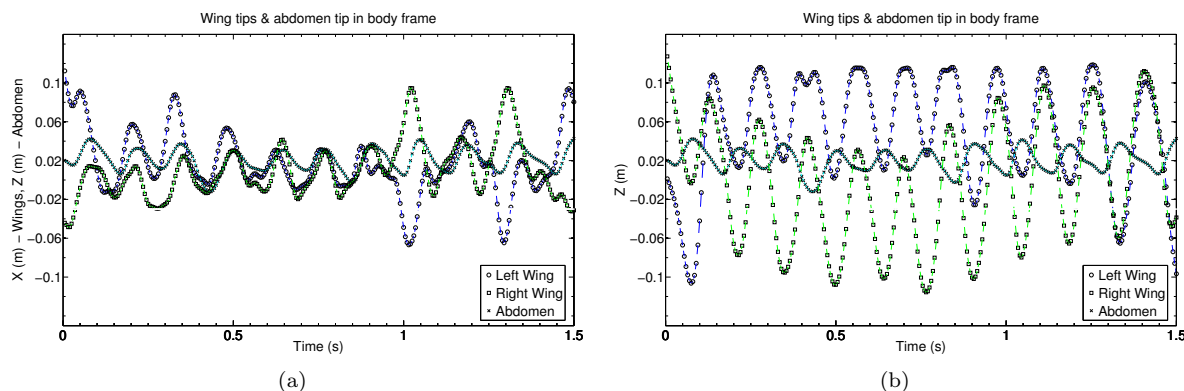 Wing tips & abdomen tip in body frame
X (m) – Wings, Z (m) – Abdomen
0.1
0.06
0.02
−0.02
−0.06
−0.1
0
0.5
1
1.5
Time (s)
Left Wing
Right Wing
Abdomen
(a)
Wing tips & abdomen tip in body frame
Z (m)
0.1
0.06
0.02
−0.02
−0.06
−0.1
0
0.5
1
1.5
Time (s)
Left Wing
Right Wing
Abdomen
(b)